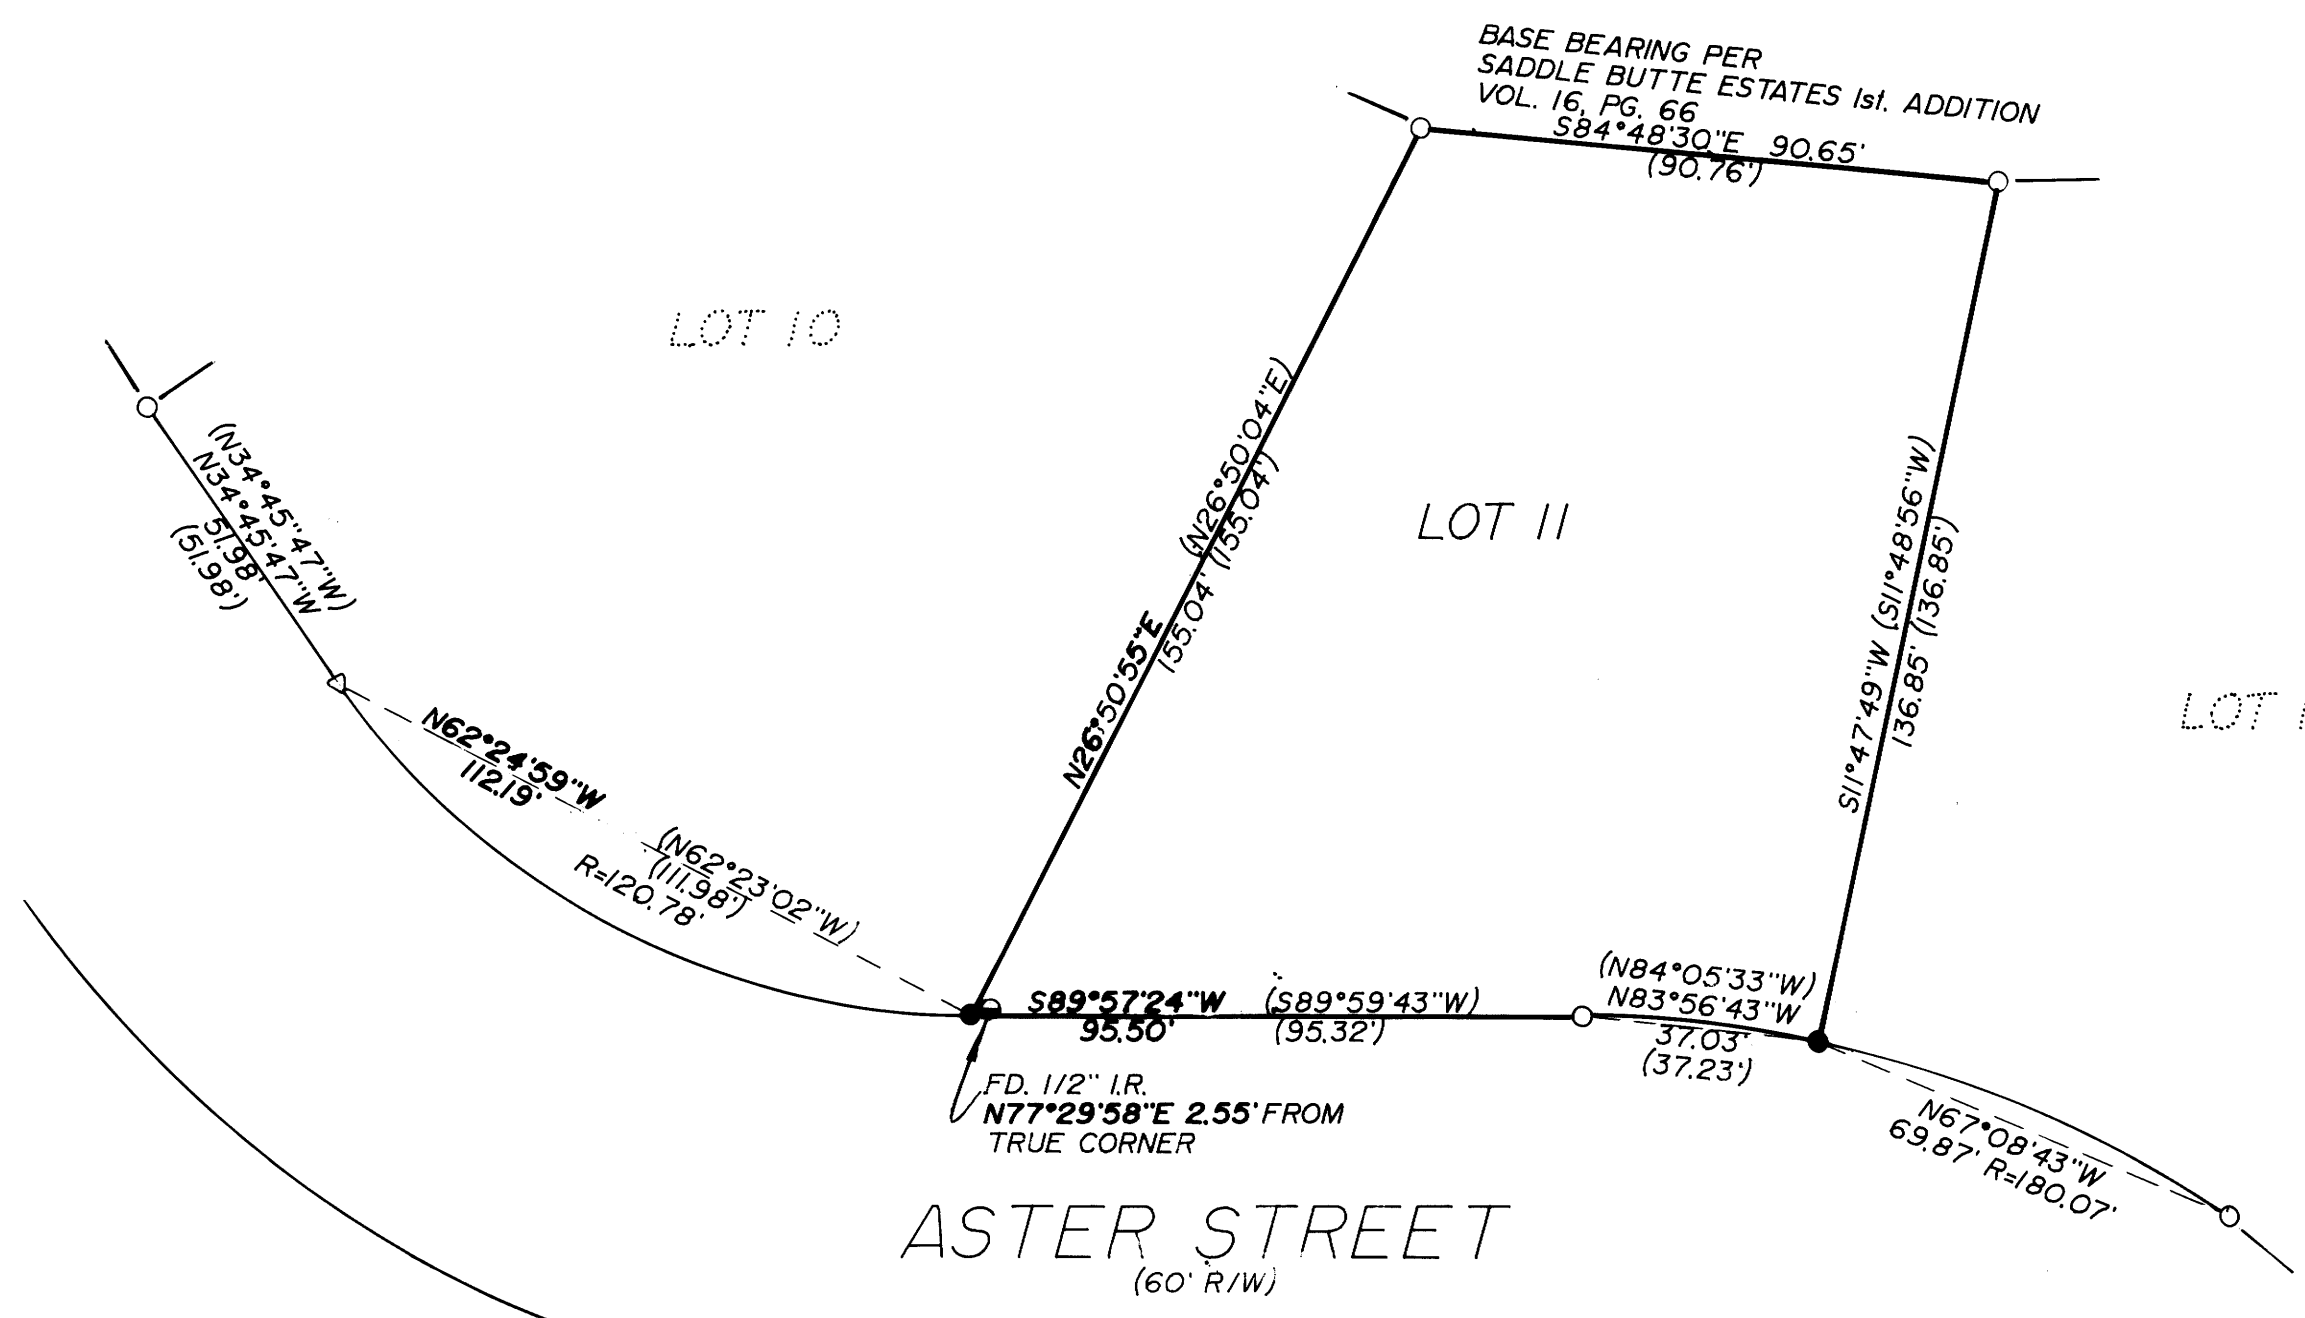 BASE BEARING PER
SADDLE BUTTE ESTATES 1st. ADDITION
VOL. 16, PG. 66
S84°48'30"E 90.65'
(90.76')
LOT 10
(N34°45"47"W)
N34°45'47"W
51.98'
(51.98')
(N26°50'04"E)
155.04' (155.04')
N26°50'55"E
LOT 11
S11°47'49"W (S11°48'56"W)
136.85' (136.85')
LOT
N62°24'59"W
112.19'
(N62°23'02"W)
(111.98')
R=120.78'
S89°57'24"W (S89°59'43"W)
95.50' (95.32')
(N84°05'33"W)
N83°56'43"W
37.03'
(37.23')
FD. 1/2" I.R.
N77°29'58"E 2.55' FROM
TRUE CORNER
N67°08'43"W
69.87' R=180.07'
ASTER STREET
(60' R/W)